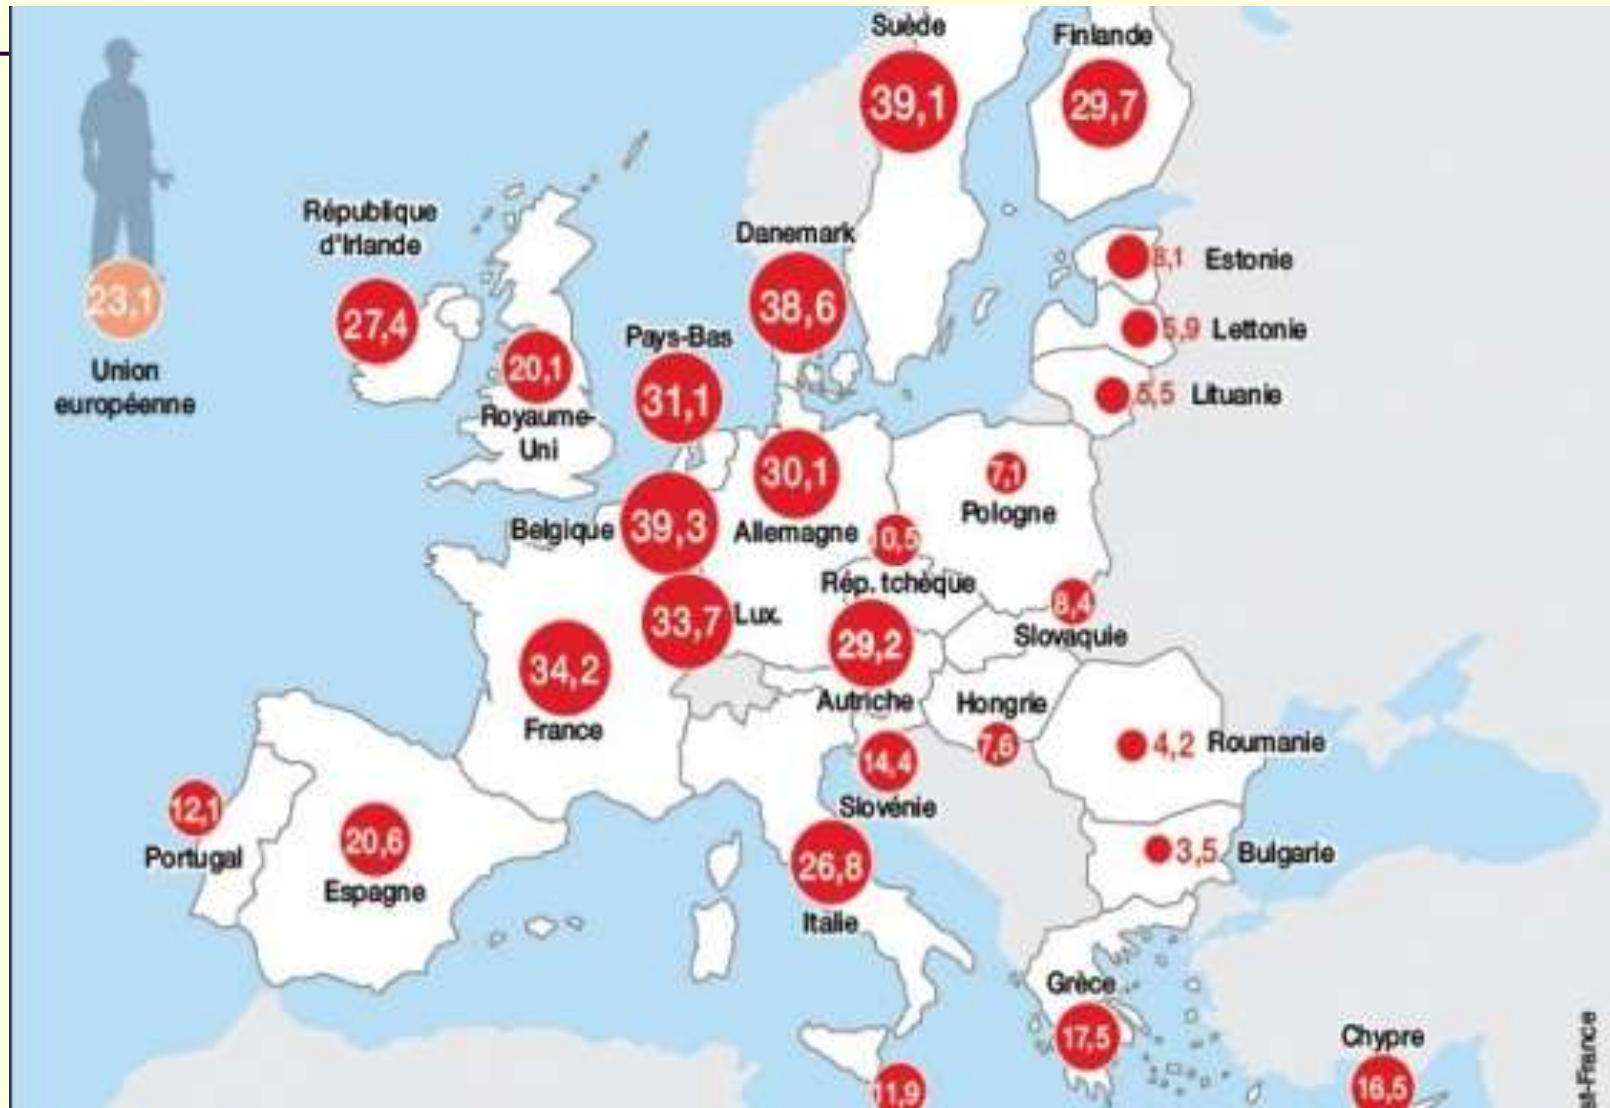 Suède
39,1
Finlande
29,7
République
d'Irlande
27,4
Danemark
38,6
8,1 Estonie
23,1
Union
européenne
20,1
Royaume-
Uni
Pays-Bas
31,1
5,9 Lettonie
5,5 Lituanie
30,1
Allemagne
7,1
Pologne
Belgique 39,3
10,5
Rép. tchèque
8,4
Slovaquie
33,7 Lux.
29,2
Autriche
34,2
France
Hongrie
7,6
4,2 Roumanie
14,4
Slovénie
12,1
Portugal
20,6
Espagne
26,8
Italie
3,5 Bulgarie
Grèce
17,5
Chypre
16,5
11,9
st-France